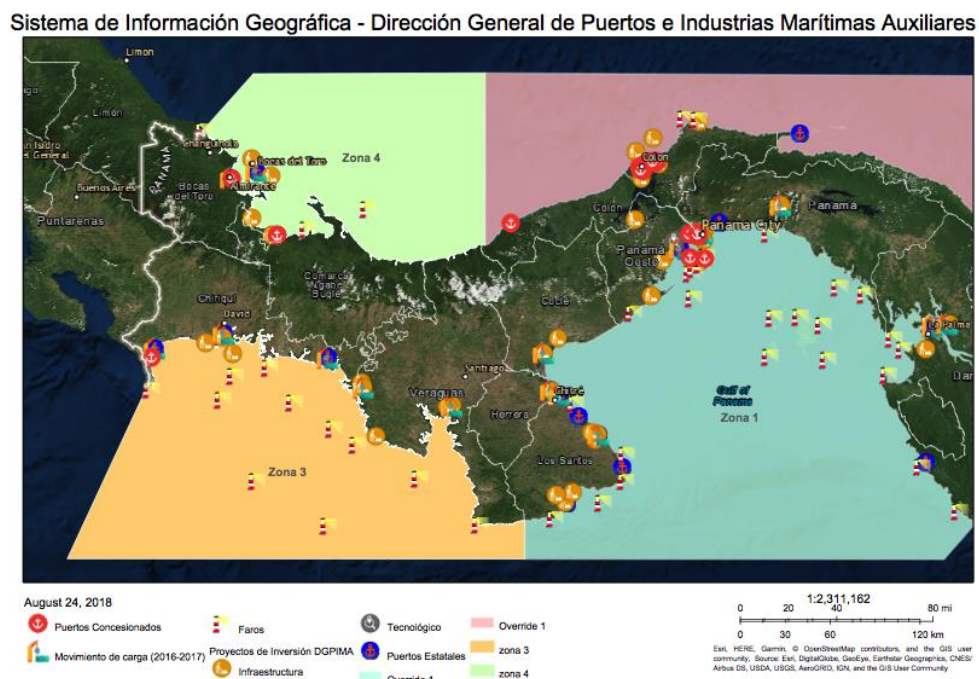 Sistema de Información Geográfica - Dirección General de Puertos e Industrias Marítimas Auxiliares
Limon
Limón
Changuinola
PANAMA
Bocas del Toro
Zona 4
Almirante
Bocas
del Toro
Buenos Aires
Puntarenas
Colon
Colón
Panama City
Panamá
Panamá
Oeste
Comarca
Ngabe
Bugle
Chiriquí
David
Coclé
La Palma
Santiago
Chitré
Veraguas
Herrera
Gulf of
Panama
Zona 1
Los Santos
Zona 3
August 24, 2018
Puertos Concesionados
Movimiento de carga (2016-2017)
Faros
Proyectos de Inversión DGPIMA
Infraestructura
Tecnológico
Puertos Estatales
Override 1
Override 1
zona 3
zona 4
1:2,311,162
0 20 40 80 mi
0 30 60 120 km
Esri, HERE, Garmin, © OpenStreetMap contributors, and the GIS user
community, Source: Esri, DigitalGlobe, GeoEye, Earthstar Geographics, CNES/
Airbus DS, USDA, USGS, AeroGRID, IGN, and the GIS User Community